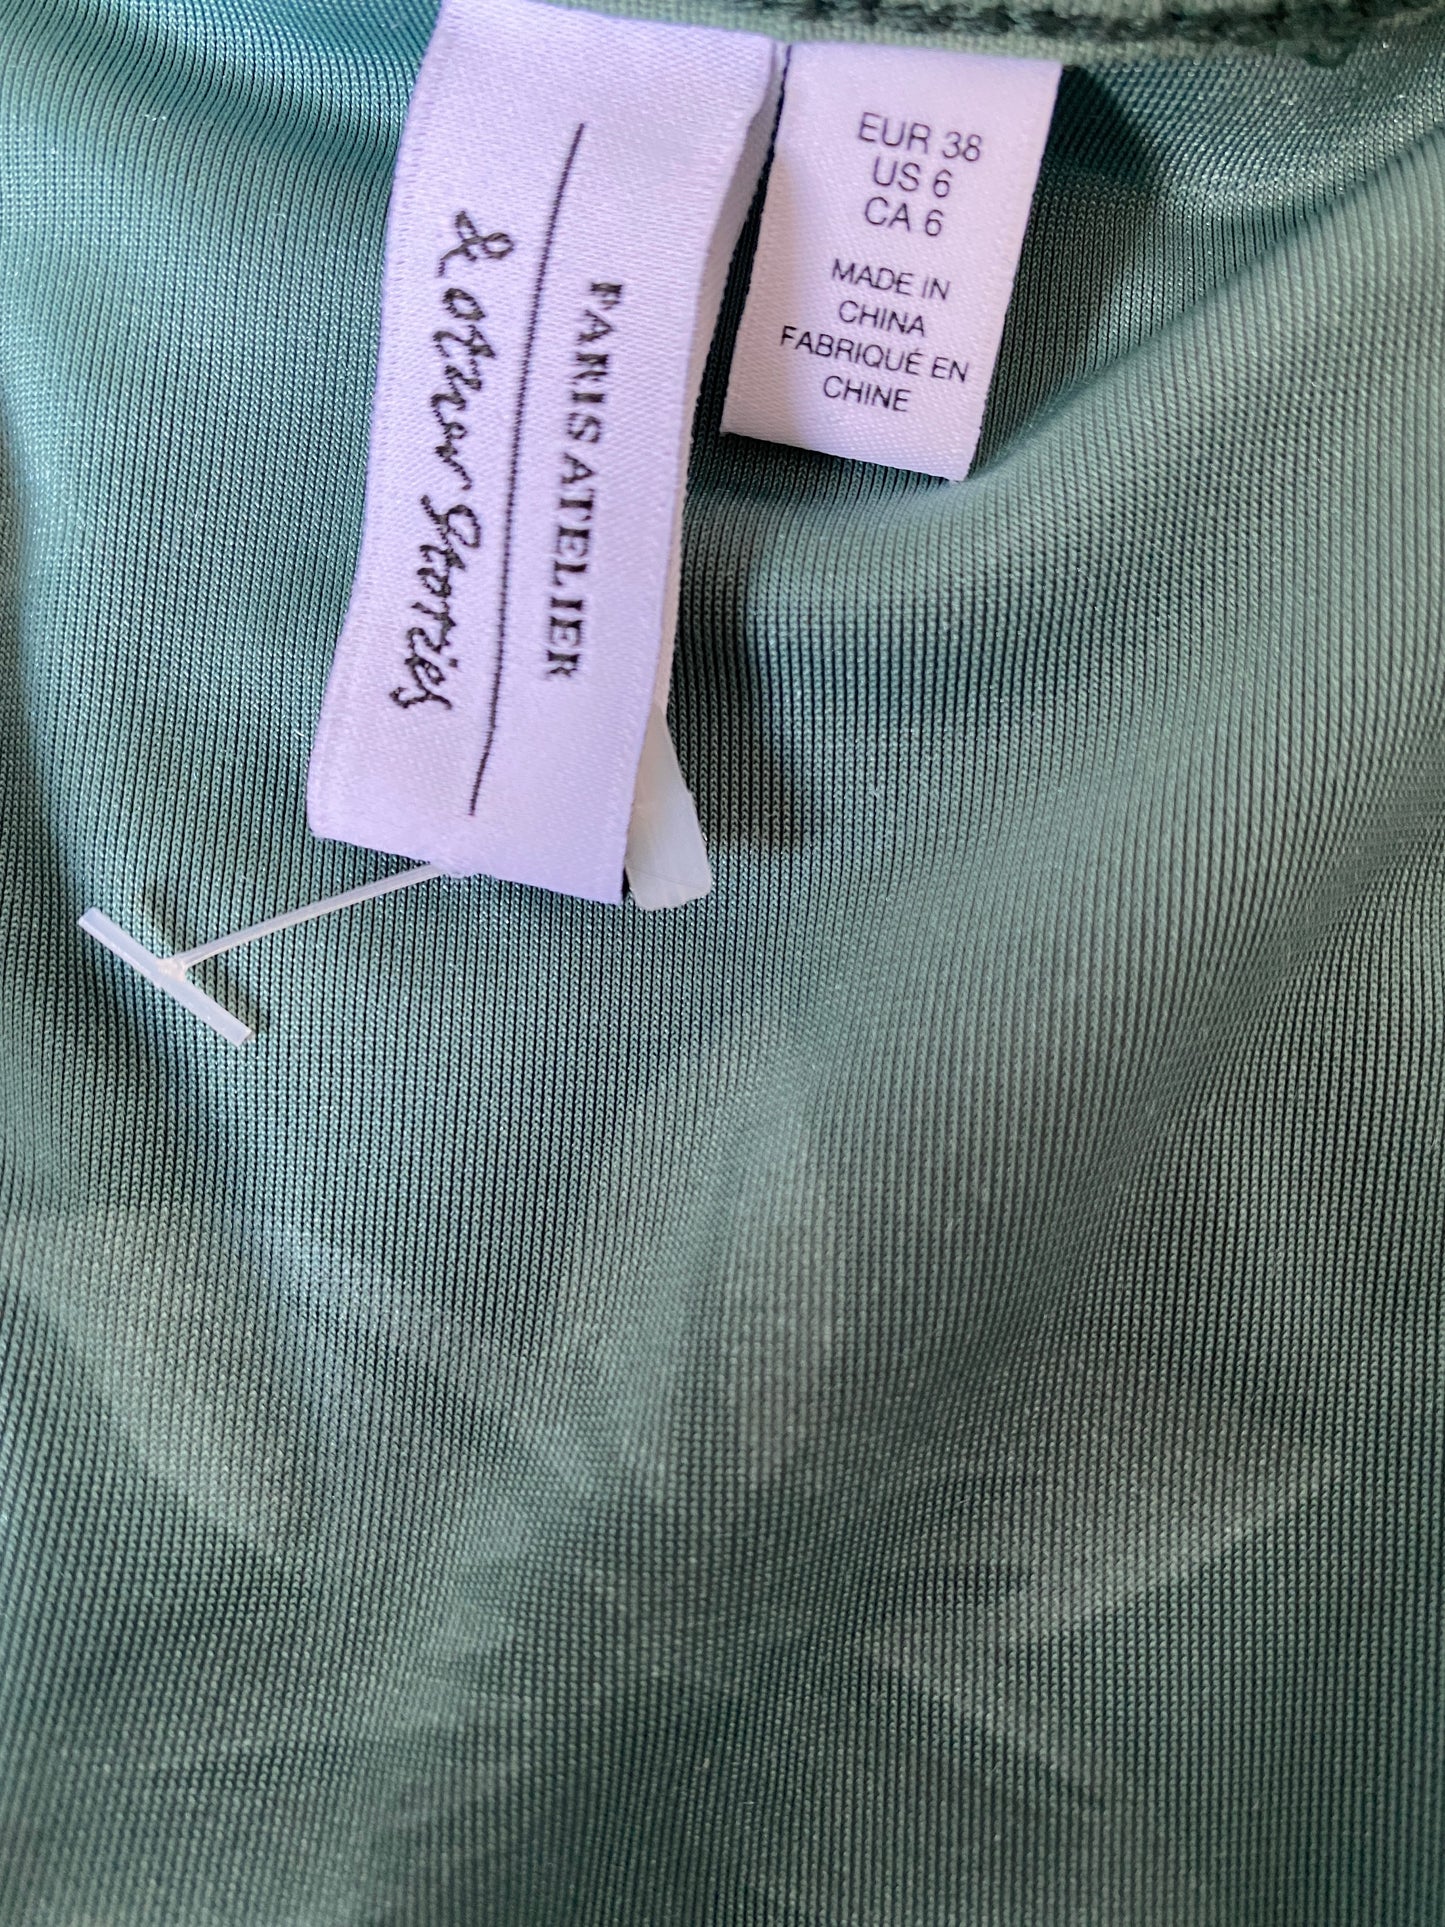 & other Stories
PARIS ATELIER
EUR 38
US 6
CA 6
MADE IN
CHINA
FABRIQUÉ EN
CHINE